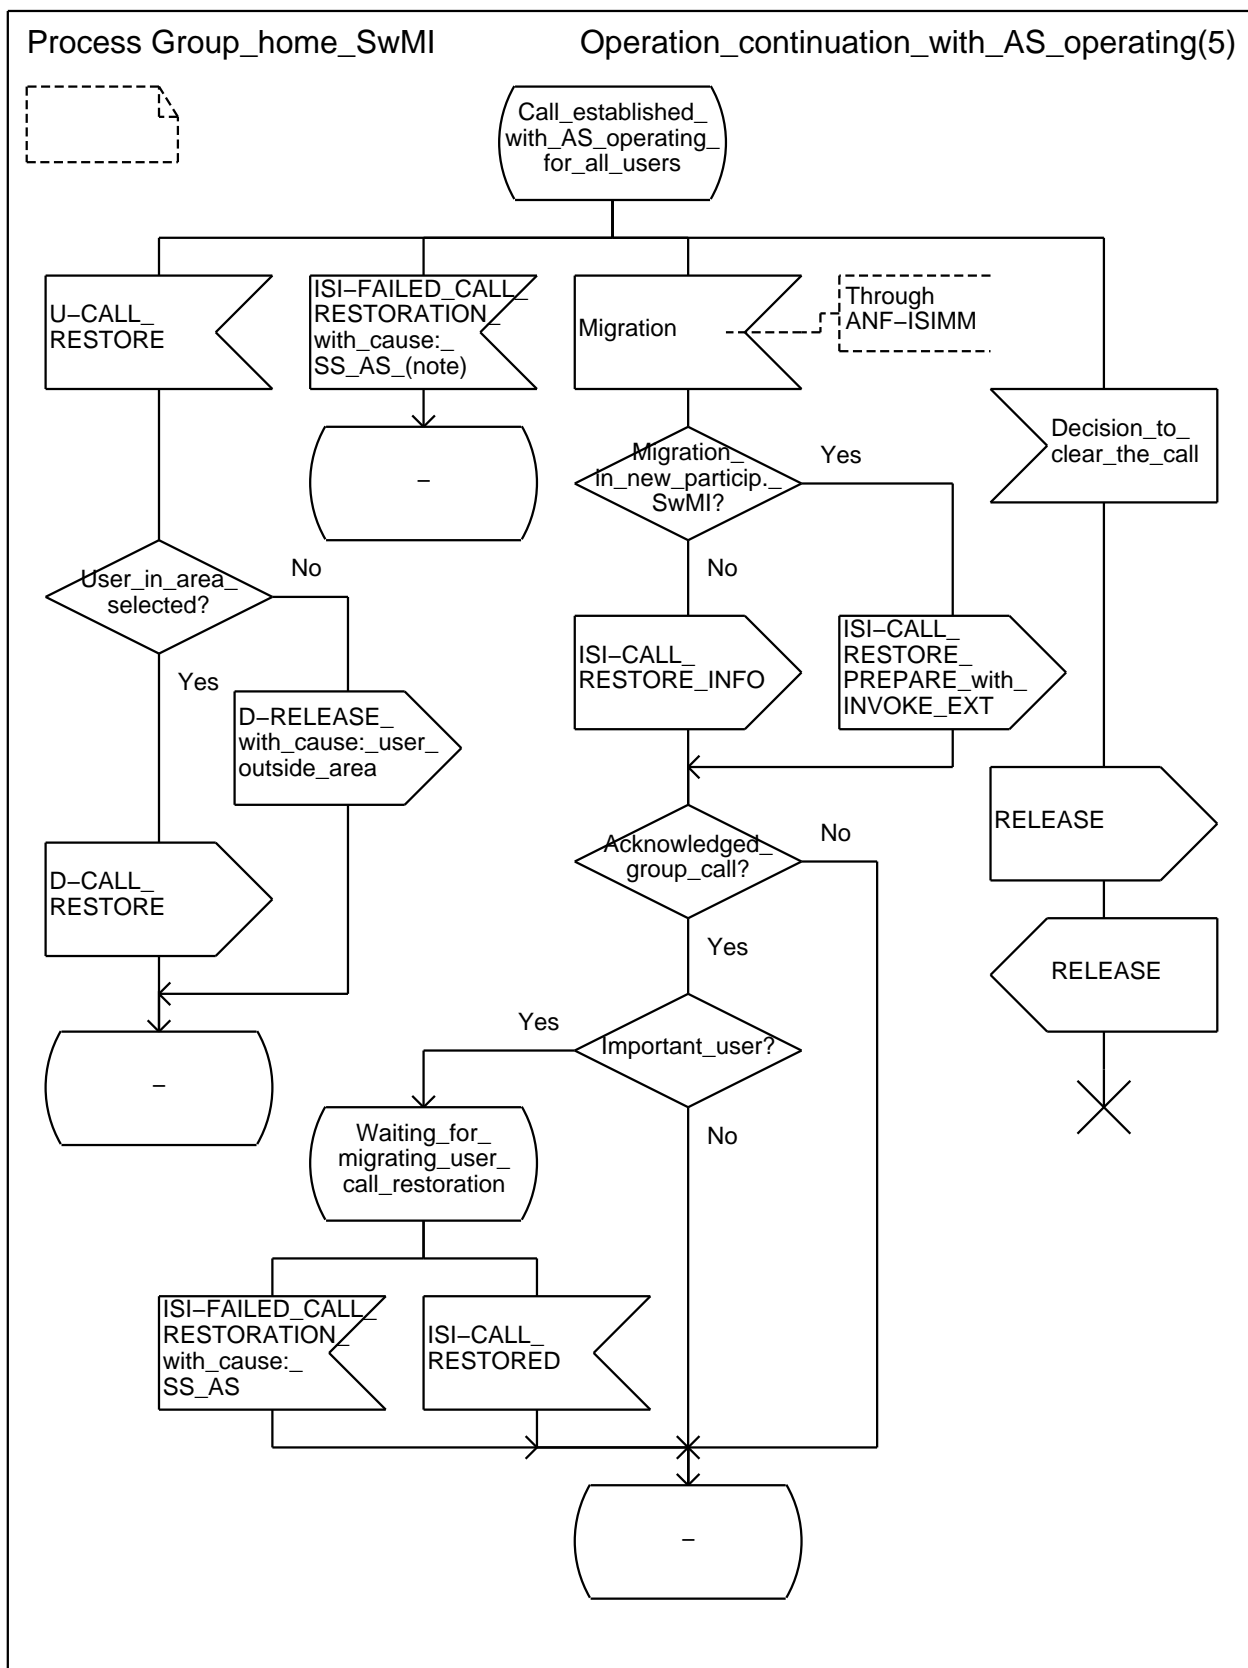 Process Group_home_SwMI
Operation_continuation_with_AS_operating(5)
Call_established_
with_AS_operating_
for_all_users
U−CALL_
RESTORE
ISI−FAILED_CALL_
RESTORATION_
with_cause:_
SS_AS_(note)
Migration
Through
ANF−ISIMM
Decision_to_
clear_the_call
−
Migration_
in_new_particip._
SwMI?
Yes
No
User_in_area_
selected?
No
Yes
ISI−CALL_
RESTORE_INFO
ISI−CALL_
RESTORE_
PREPARE_with_
INVOKE_EXT
D−RELEASE_
with_cause:_user_
outside_area
RELEASE
Acknowledged_
group_call?
No
Yes
D−CALL_
RESTORE
RELEASE
−
Important_user?
Yes
No
Waiting_for_
migrating_user_
call_restoration
ISI−FAILED_CALL_
RESTORATION_
with_cause:_
SS_AS
ISI−CALL_
RESTORED
−